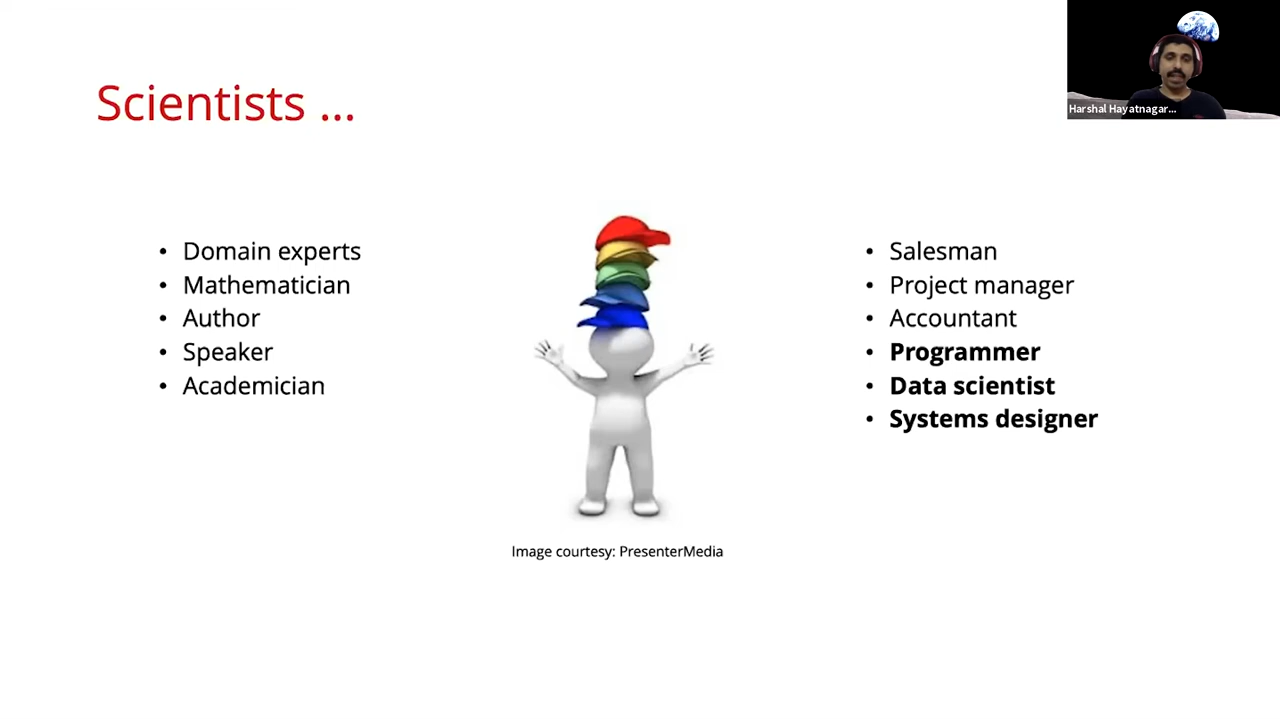 Scientists ...
Harshal Hayatnagar...
• Domain experts
• Mathematician
• Author
• Speaker
• Academician
• Salesman
• Project manager
• Accountant
• Programmer
• Data scientist
• Systems designer
Image courtesy: PresenterMedia